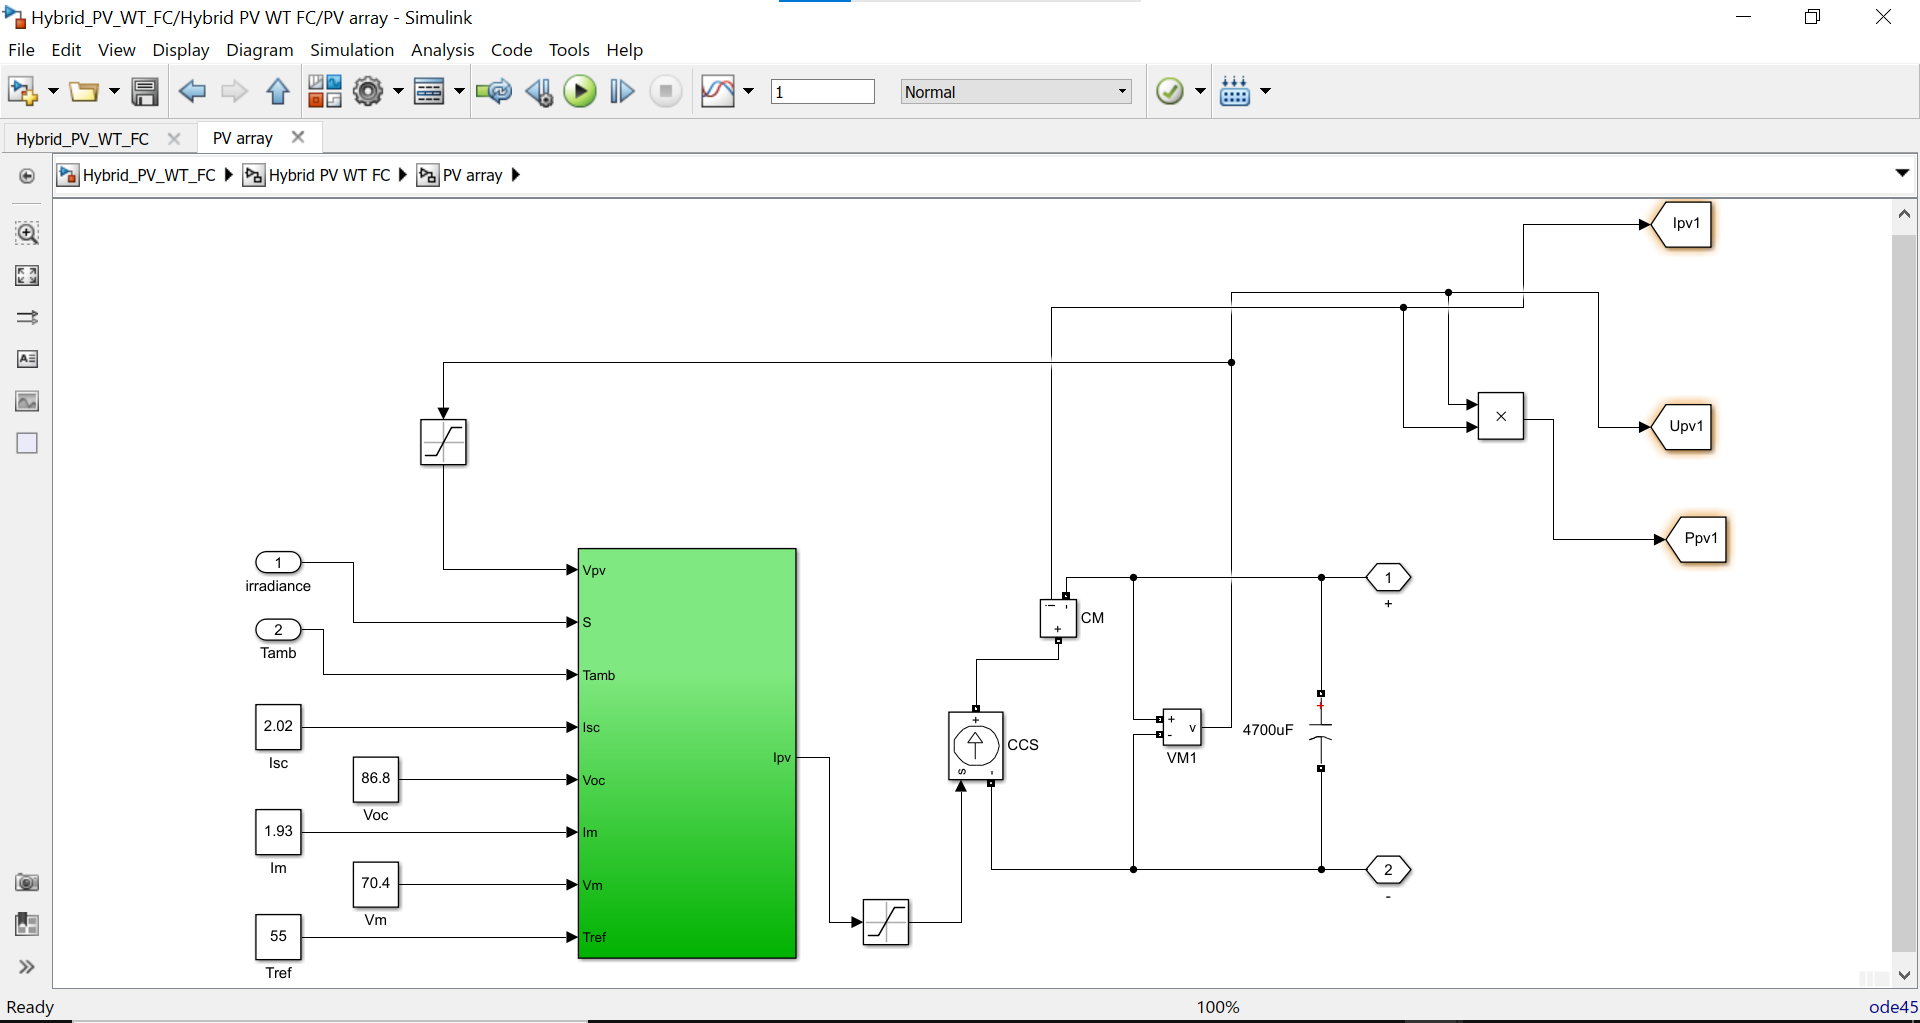 Hybrid_PV_WT_FC/Hybrid PV WT FC/PV array - Simulink
File Edit View Display Diagram Simulation Analysis Code Tools Help
1 Normal
Hybrid_PV_WT_FC PV array
Hybrid_PV_WT_FC Hybrid PV WT FC PV array
Ipv1
×
Upv1
Ppv1
1
irradiance
2
Tamb
2.02
Isc
86.8
Voc
1.93
Im
70.4
Vm
55
Tref
Vpv
S
Tamb
Isc
Voc
Im
Vm
Tref
Ipv
i -
+
CM
+
s -
CCS
+
- v
VM1
4700uF
+
1
+
2
-
Ready 100% ode45